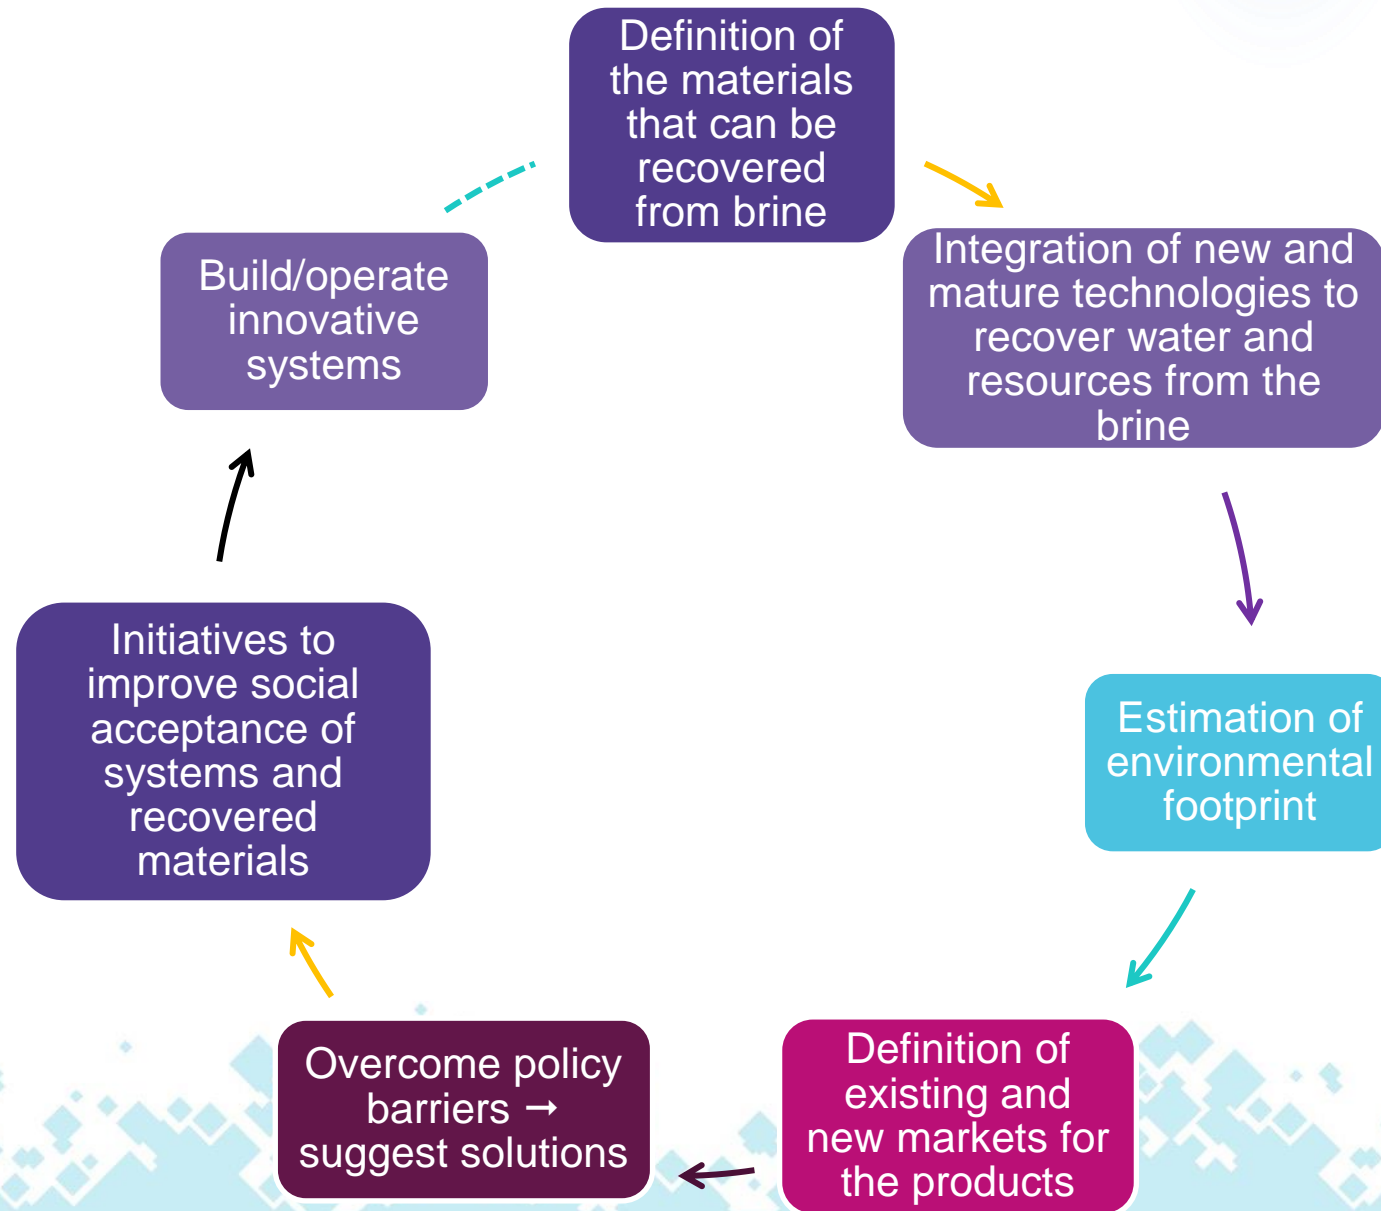 Definition of
the materials
that can be
recovered
from brine
Integration of new and
mature technologies to
recover water and
resources from the
brine
Estimation of
environmental
footprint
Definition of
existing and
new markets for
the products
Overcome policy
barriers →
suggest solutions
Initiatives to
improve social
acceptance of
systems and
recovered
materials
Build/operate
innovative
systems